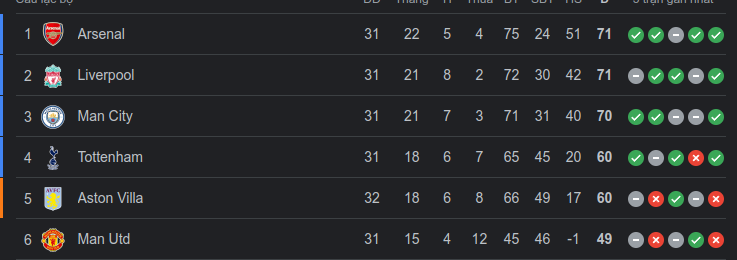 Câu lạc bộ ĐĐ Thắng H Thua BT SBT HS Đ 5 trận gần nhất
1 Arsenal 31 22 5 4 75 24 51 71
2 Liverpool 31 21 8 2 72 30 42 71
3 Man City 31 21 7 3 71 31 40 70
4 Tottenham 31 18 6 7 65 45 20 60
5 Aston Villa 32 18 6 8 66 49 17 60
6 Man Utd 31 15 4 12 45 46 -1 49